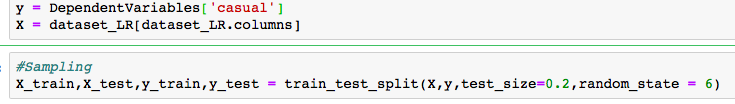 y = DependentVariables['casual']
X = dataset_LR[dataset_LR.columns]
#Sampling
X_train,X_test,y_train,y_test = train_test_split(X,y,test_size=0.2,random_state = 6)